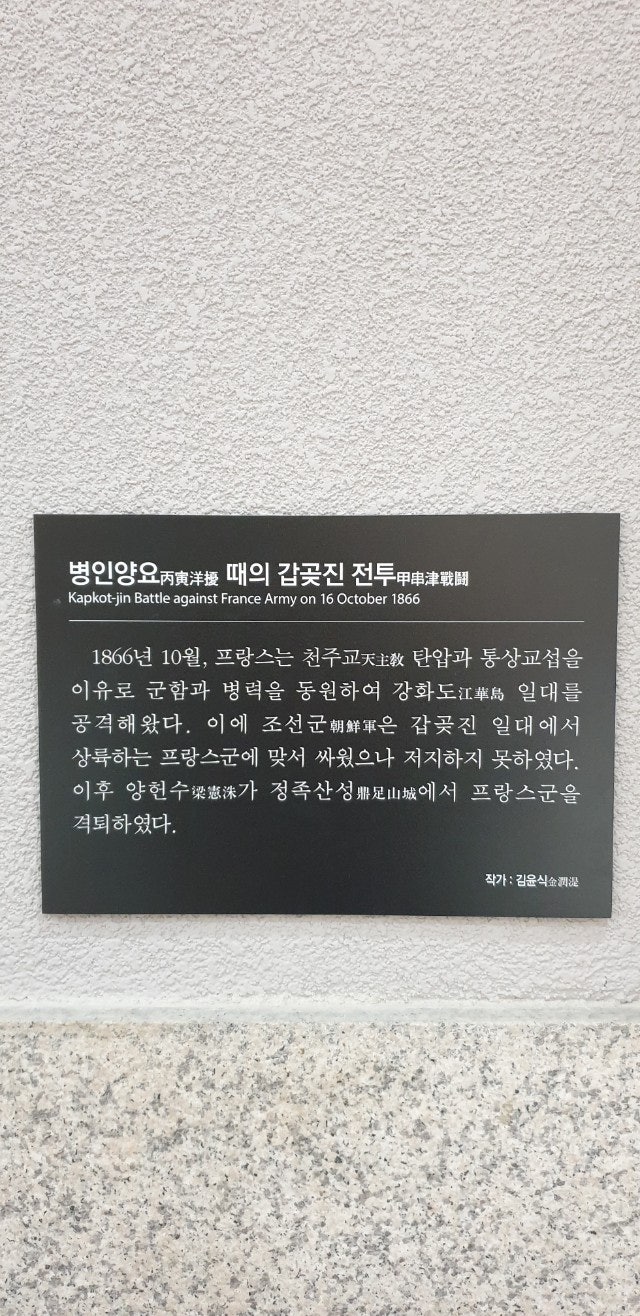 병인양요丙寅洋擾 때의 갑곶진 전투甲串津戰鬪
Kapkot-jin Battle against France Army on 16 October 1866
1866년 10월, 프랑스는 천주교天主敎 탄압과 통상교섭을
이유로 군함과 병력을 동원하여 강화도江華島 일대를
공격해왔다. 이에 조선군朝鮮軍은 갑곶진 일대에서
상륙하는 프랑스군에 맞서 싸웠으나 저지하지 못하였다.
이후 양헌수梁憲洙가 정족산성鼎足山城에서 프랑스군을
격퇴하였다.
작가 : 김윤식金潤湜